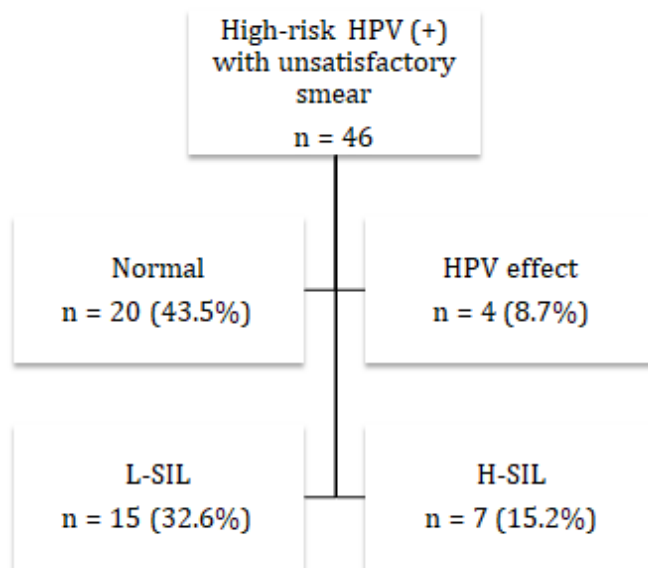 High-risk HPV (+)
with unsatisfactory
smear
n = 46
Normal
n = 20 (43.5%)
HPV effect
n = 4 (8.7%)
L-SIL
n = 15 (32.6%)
H-SIL
n = 7 (15.2%)